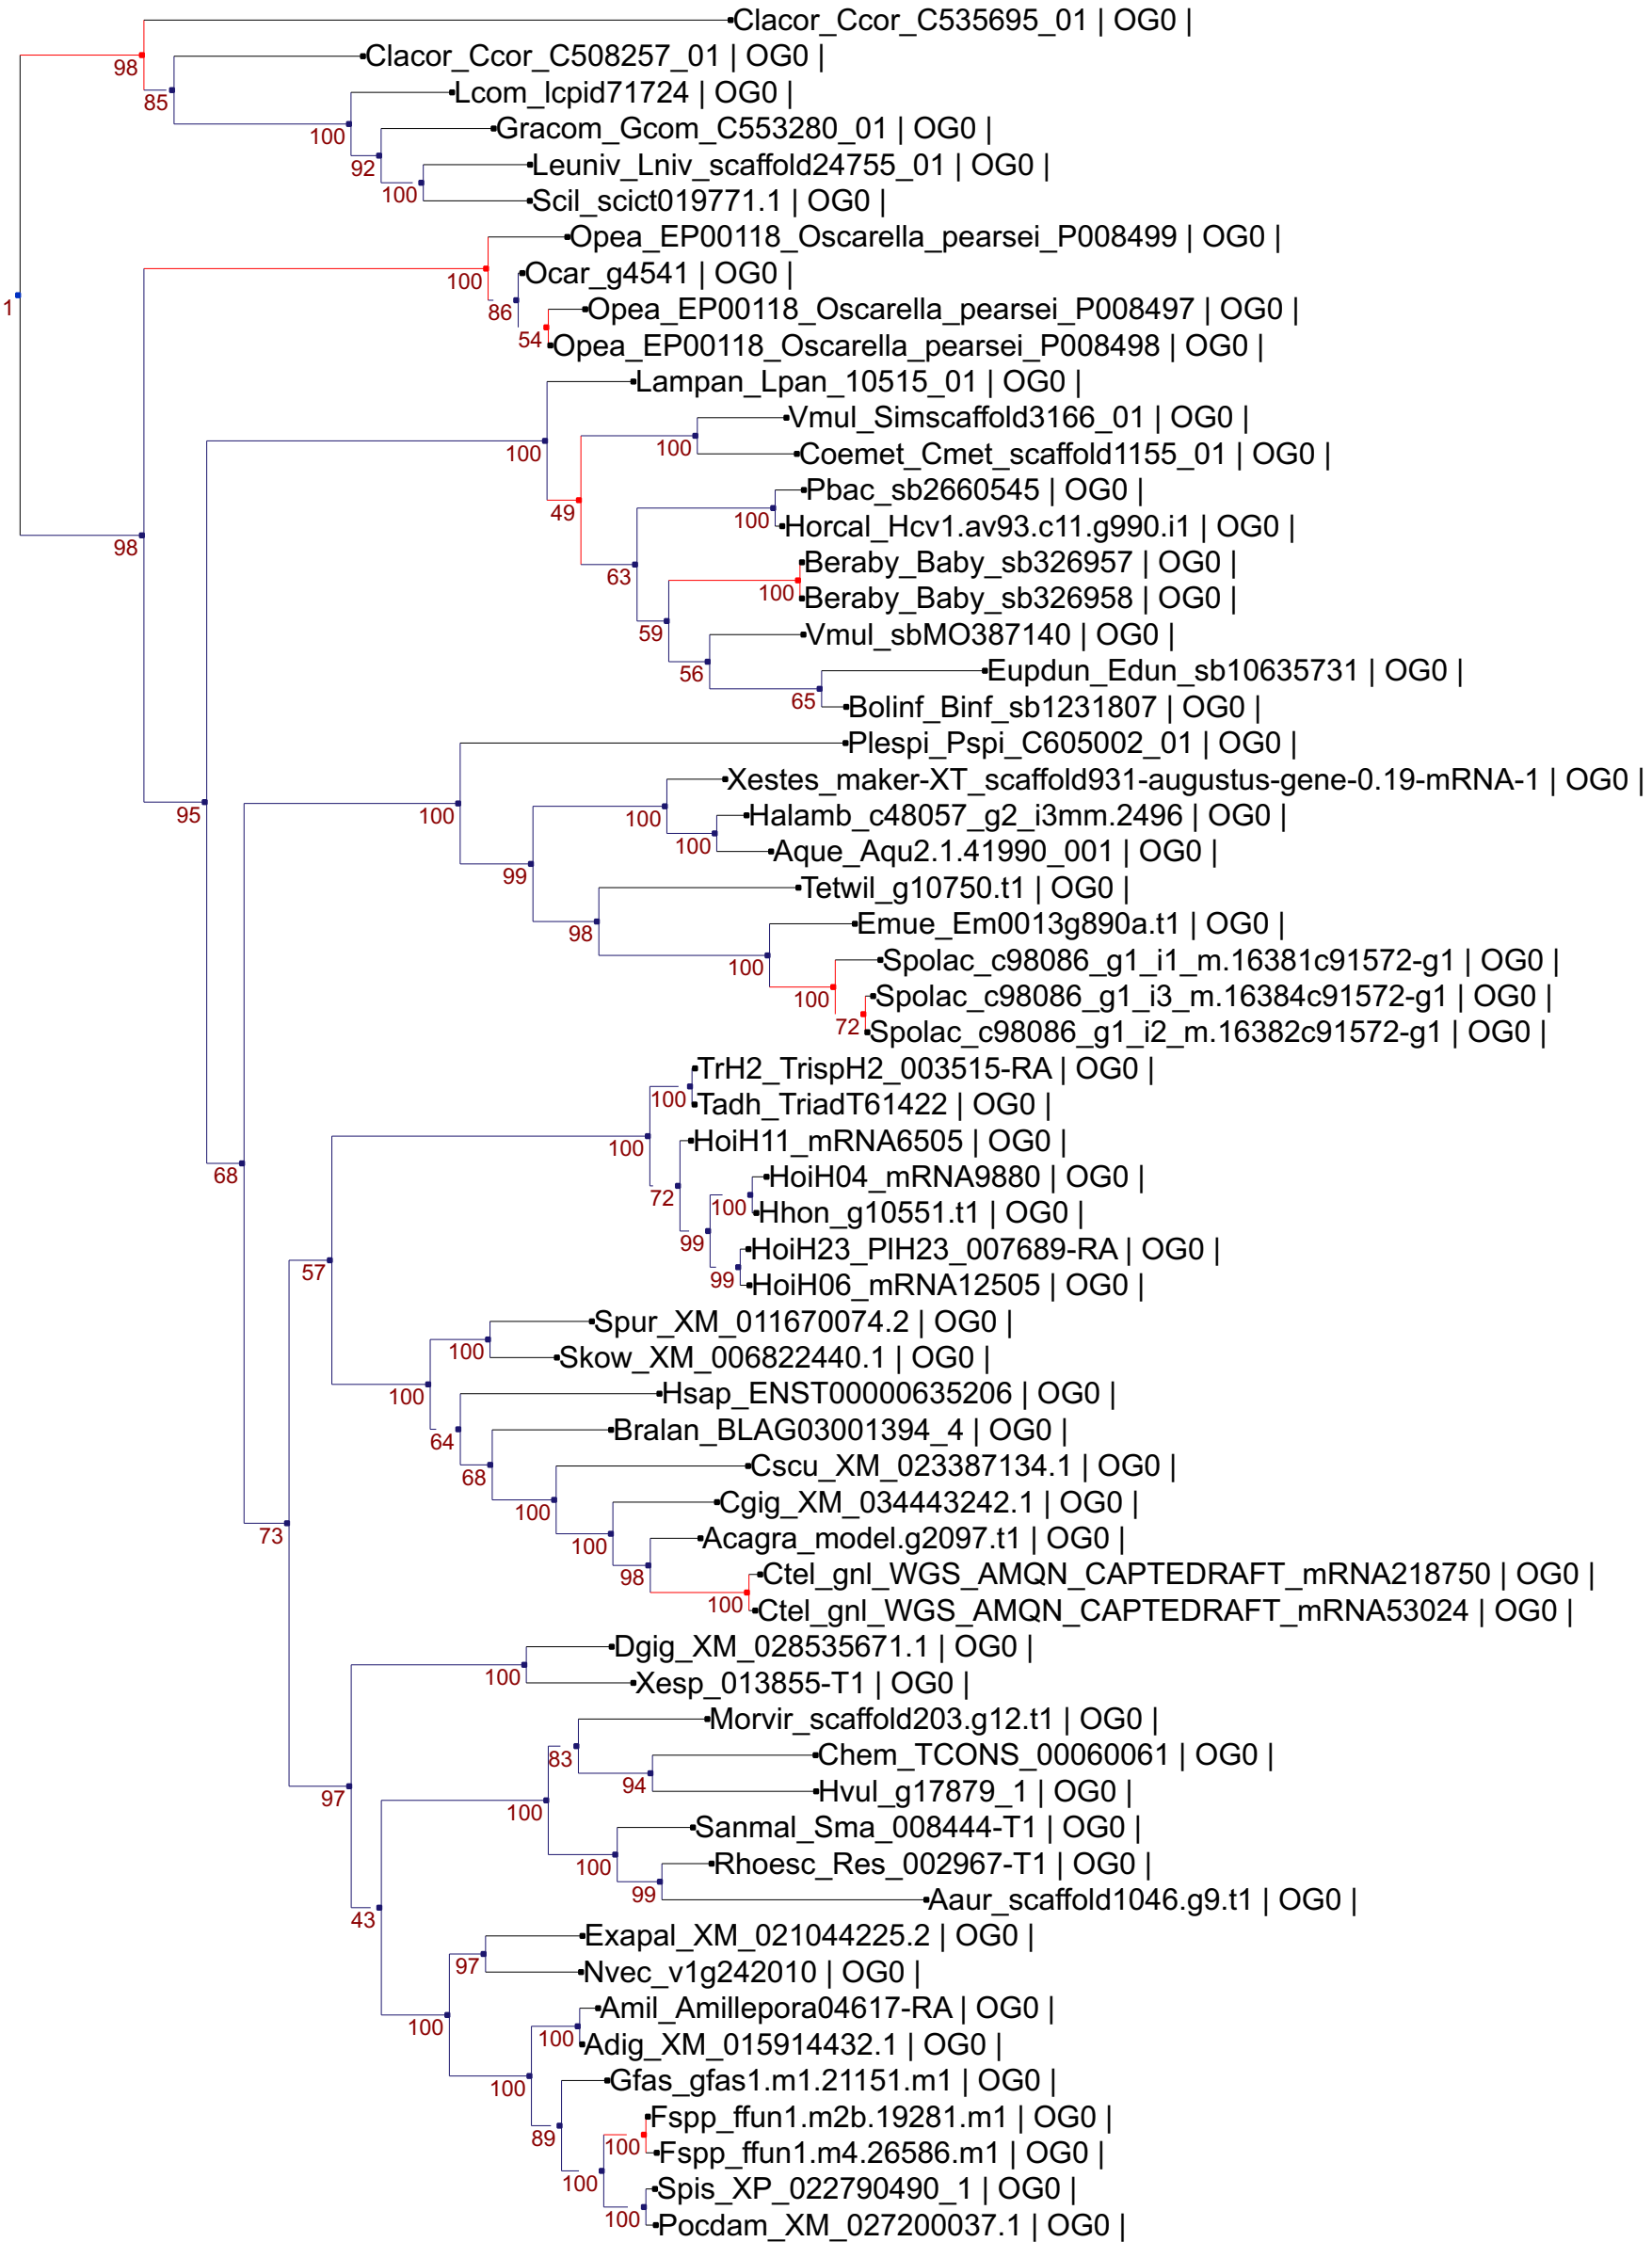 Clacor_Ccor_C535695_01 | OG0 |
Clacor_Ccor_C508257_01 | OG0 |
98
Lcom_lcpid71724 | OG0 |
85
Gracom_Gcom_C553280_01 | OG0 |
100
Leuniv_Lniv_scaffold24755_01 | OG0 |
92
Scil_scict019771.1 | OG0 |
100
Opea_EP00118_Oscarella_pearsei_P008499 | OG0 |
Ocar_g4541 | OG0 |
100
Opea_EP00118_Oscarella_pearsei_P008497 | OG0 |
1
86
Opea_EP00118_Oscarella_pearsei_P008498 | OG0 |
54
Lampan_Lpan_10515_01 | OG0 |
Vmul_Simscaffold3166_01 | OG0 |
Coemet_Cmet_scaffold1155_01 | OG0 |
100
100
Pbac_sb2660545 | OG0 |
49
Horcal_Hcv1.av93.c11.g990.i1 | OG0 |
100
98
Beraby_Baby_sb326957 | OG0 |
63
Beraby_Baby_sb326958 | OG0 |
100
Vmul_sbMO387140 | OG0 |
59
Eupdun_Edun_sb10635731 | OG0 |
56
Bolinf_Binf_sb1231807 | OG0 |
65
Plespi_Pspi_C605002_01 | OG0 |
Xestes_maker-XT_scaffold931-augustus-gene-0.19-mRNA-1 | OG0 |
Halamb_c48057_g2_i3mm.2496 | OG0 |
95
100
100
Aque_Aqu2.1.41990_001 | OG0 |
100
99
Tetwil_g10750.t1 | OG0 |
Emue_Em0013g890a.t1 | OG0 |
98
Spolac_c98086_g1_i1_m.16381c91572-g1 | OG0 |
100
Spolac_c98086_g1_i3_m.16384c91572-g1 | OG0 |
100
Spolac_c98086_g1_i2_m.16382c91572-g1 | OG0 |
72
TrH2_TrispH2_003515-RA | OG0 |
100
Tadh_TriadT61422 | OG0 |
HoiH11_mRNA6505 | OG0 |
100
68
HoiH04_mRNA9880 | OG0 |
72
100
Hhon_g10551.t1 | OG0 |
99
HoiH23_PlH23_007689-RA | OG0 |
57
99
HoiH06_mRNA12505 | OG0 |
Spur_XM_011670074.2 | OG0 |
100
Skow_XM_006822440.1 | OG0 |
100
Hsap_ENST00000635206 | OG0 |
Bralan_BLAG03001394_4 | OG0 |
64
Cscu_XM_023387134.1 | OG0 |
68
Cgig_XM_034443242.1 | OG0 |
100
73
Acagra_model.g2097.t1 | OG0 |
100
Ctel_gnl_WGS_AMQN_CAPTEDRAFT_mRNA218750 | OG0 |
98
100
Ctel_gnl_WGS_AMQN_CAPTEDRAFT_mRNA53024 | OG0 |
Dgig_XM_028535671.1 | OG0 |
100
Xesp_013855-T1 | OG0 |
Morvir_scaffold203.g12.t1 | OG0 |
83
Chem_TCONS_00060061 | OG0 |
94
Hvul_g17879_1 | OG0 |
97
100
Sanmal_Sma_008444-T1 | OG0 |
Rhoesc_Res_002967-T1 | OG0 |
100
99
Aaur_scaffold1046.g9.t1 | OG0 |
43
Exapal_XM_021044225.2 | OG0 |
97
Nvec_v1g242010 | OG0 |
Amil_Amillepora04617-RA | OG0 |
100
100
Adig_XM_015914432.1 | OG0 |
Gfas_gfas1.m1.21151.m1 | OG0 |
100
Fspp_ffun1.m2b.19281.m1 | OG0 |
89
100
Fspp_ffun1.m4.26586.m1 | OG0 |
100
Spis_XP_022790490_1 | OG0 |
100
Pocdam_XM_027200037.1 | OG0 |